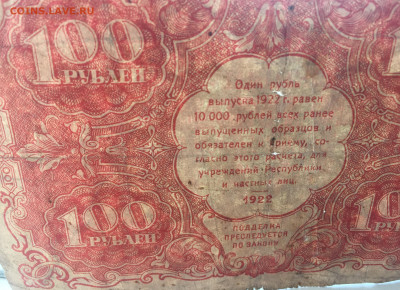 COINS.LAVE.RU
100
РУБЛЕЙ
Один рубль
выпуска 1922 г. равен
10.000 рублей всех ранее
выпущенных образцов и
обязателен к приему, со-
гласно этого расчета, для
учреждений Республики
и частных лиц.
1922
ПОДДЕЛКА
ПРЕСЛЕДУЕТСЯ
ПО ЗАКОНУ
100
РУБЛЕЙ